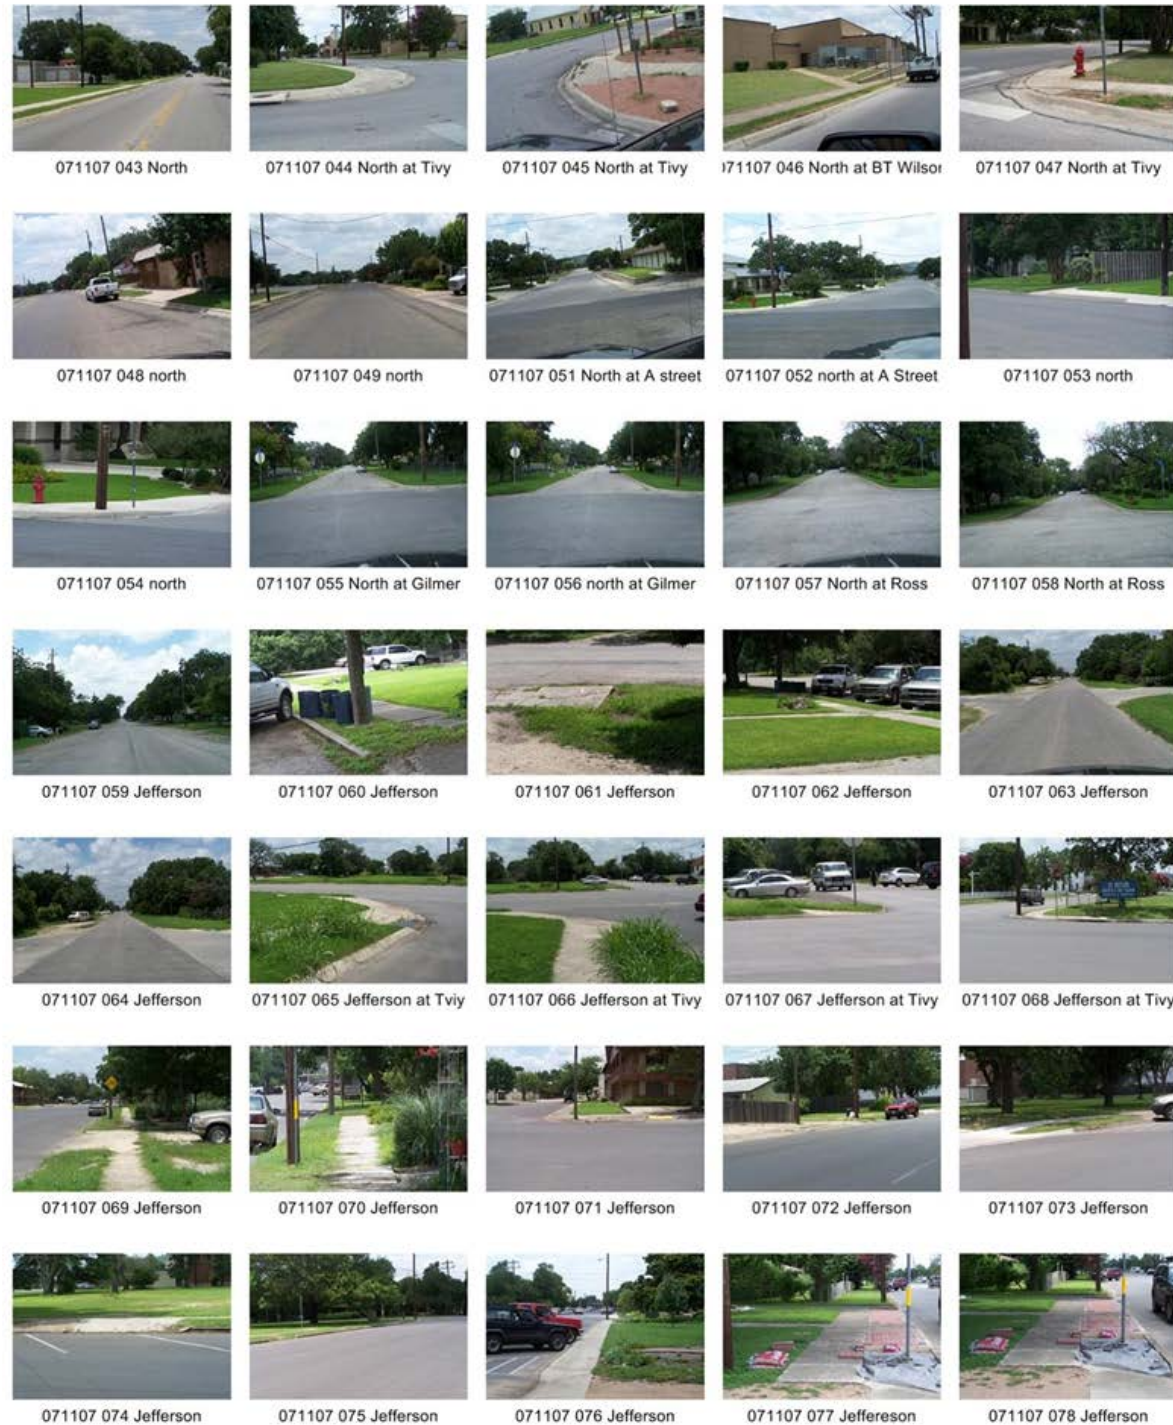 071107 043 North
071107 044 North at Tivy
071107 045 North at Tivy
071107 046 North at BT Wilson
071107 047 North at Tivy
071107 048 north
071107 049 north
071107 051 North at A street
071107 052 north at A Street
071107 053 north
071107 054 north
071107 055 North at Gilmer
071107 056 north at Gilmer
071107 057 North at Ross
071107 058 North at Ross
071107 059 Jefferson
071107 060 Jefferson
071107 061 Jefferson
071107 062 Jefferson
071107 063 Jefferson
071107 064 Jefferson
071107 065 Jefferson at Tviy
071107 066 Jefferson at Tivy
071107 067 Jefferson at Tivy
071107 068 Jefferson at Tivy
071107 069 Jefferson
071107 070 Jefferson
071107 071 Jefferson
071107 072 Jefferson
071107 073 Jefferson
071107 074 Jefferson
071107 075 Jefferson
071107 076 Jefferson
071107 077 Jeffereson
071107 078 Jefferson